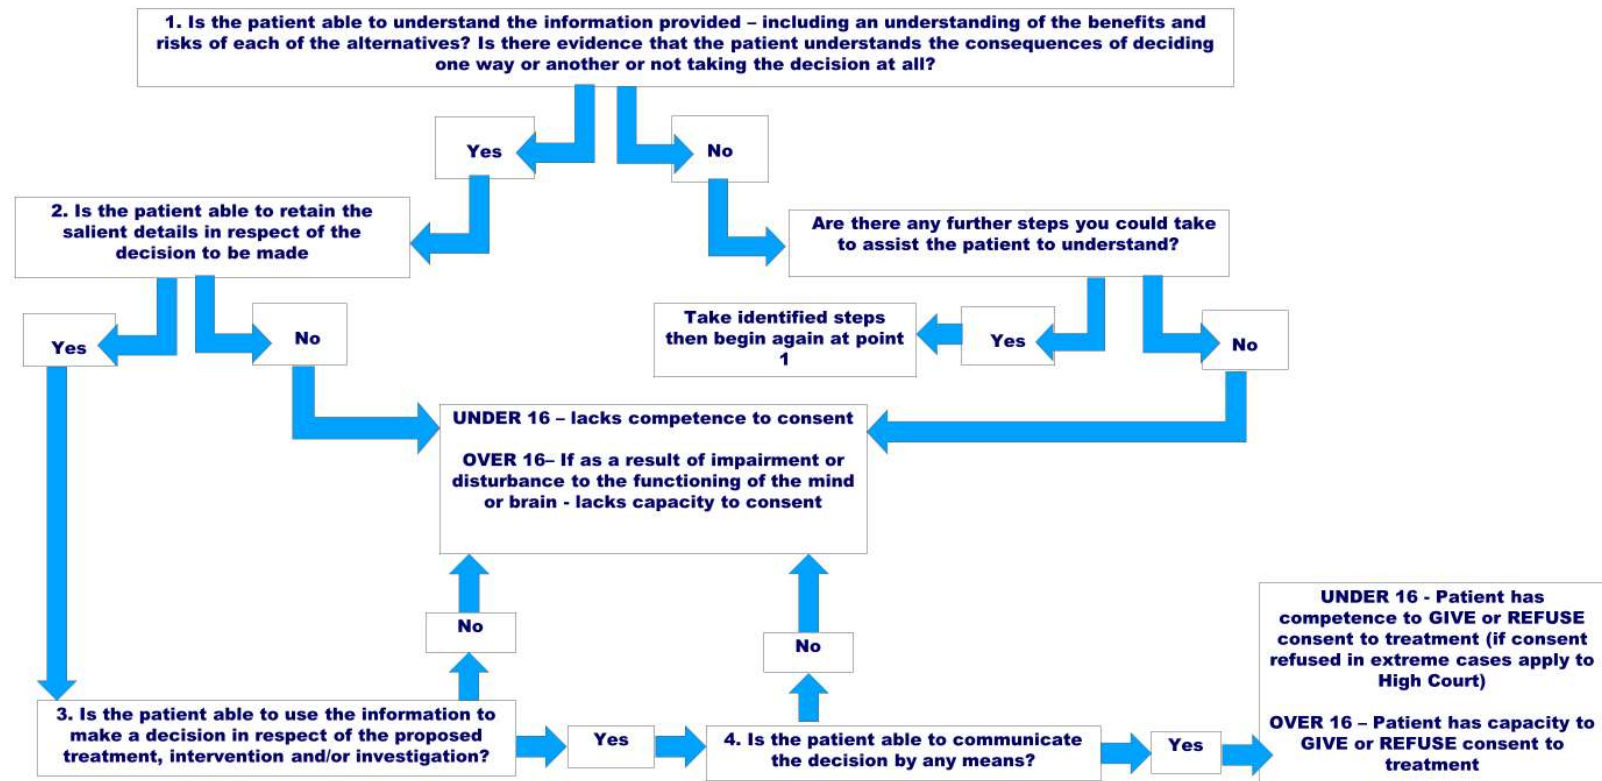 1. Is the patient able to understand the information provided – including an understanding of the benefits and
risks of each of the alternatives? Is there evidence that the patient understands the consequences of deciding
one way or another or not taking the decision at all?
Yes
No
2. Is the patient able to retain the
salient details in respect of the
decision to be made
Are there any further steps you could take
to assist the patient to understand?
Yes
No
Take identified steps
then begin again at point
1
Yes
No
UNDER 16 – lacks competence to consent
OVER 16– If as a result of impairment or
disturbance to the functioning of the mind
or brain - lacks capacity to consent
No
No
3. Is the patient able to use the information to
make a decision in respect of the proposed
treatment, intervention and/or investigation?
Yes
4. Is the patient able to communicate
the decision by any means?
Yes
UNDER 16 - Patient has
competence to GIVE or REFUSE
consent to treatment (if consent
refused in extreme cases apply to
High Court)
OVER 16 – Patient has capacity to
GIVE or REFUSE consent to
treatment